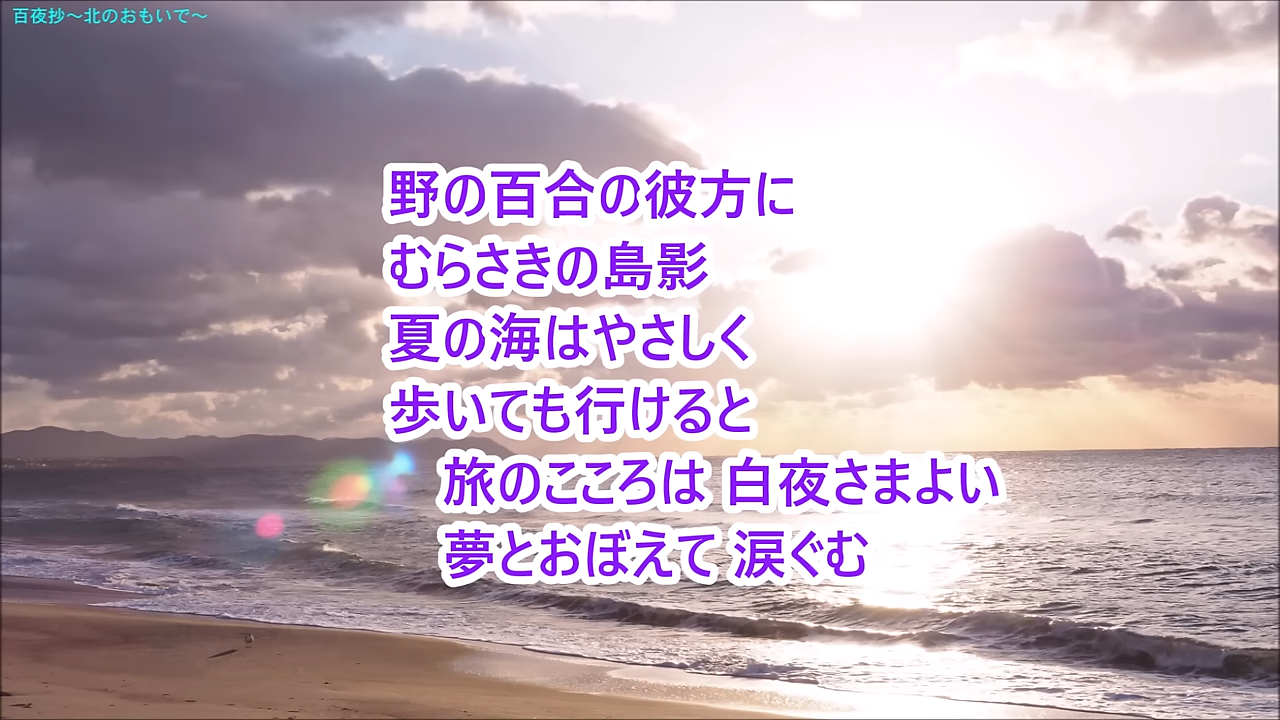 百夜抄～北のおもいで～
野の百合の彼方に
むらさきの島影
夏の海はやさしく
歩いても行けると
旅のこころは 白夜さまよい
夢とおぼえて 涙ぐむ